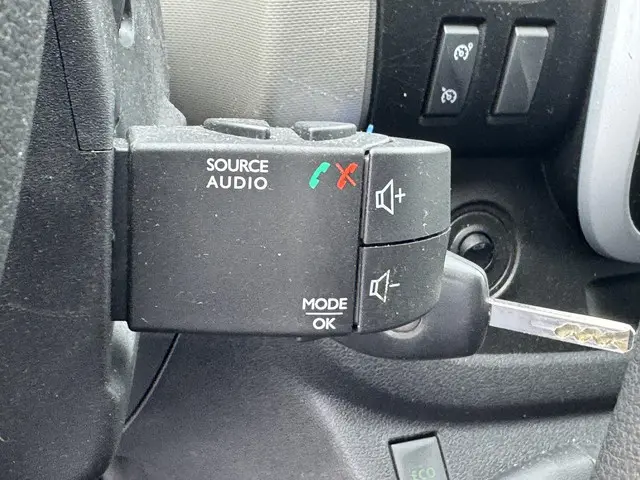 SOURCE
AUDIO
+
-
MODE
OK
ECO